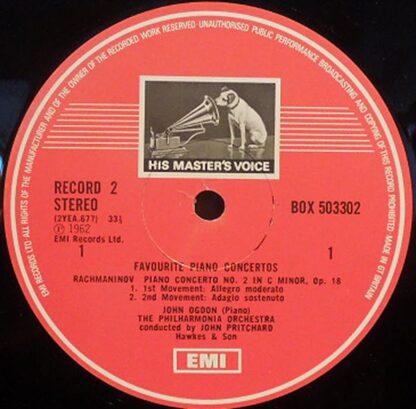 EMI RECORDS LTD · ALL RIGHTS OF THE MANUFACTURER AND OF THE OWNER OF THE RECORDED WORK RESERVED · UNAUTHORISED PUBLIC PERFORMANCE BROADCASTING AND COPYING OF THIS RECORD PROHIBITED · MADE IN GT BRITAIN
HIS MASTER'S VOICE
RECORD 2
STEREO
(2YEA.677) 33⅓
℗ 1962
EMI Records Ltd.
BOX 503302
1
1
FAVOURITE PIANO CONCERTOS
RACHMANINOV PIANO CONCERTO NO. 2 IN C MINOR, Op. 18
1. 1st Movement: Allegro moderato
2. 2nd Movement: Adagio sostenuto
JOHN OGDON (Piano)
THE PHILHARMONIA ORCHESTRA
conducted by JOHN PRITCHARD
Hawkes & Son
EMI